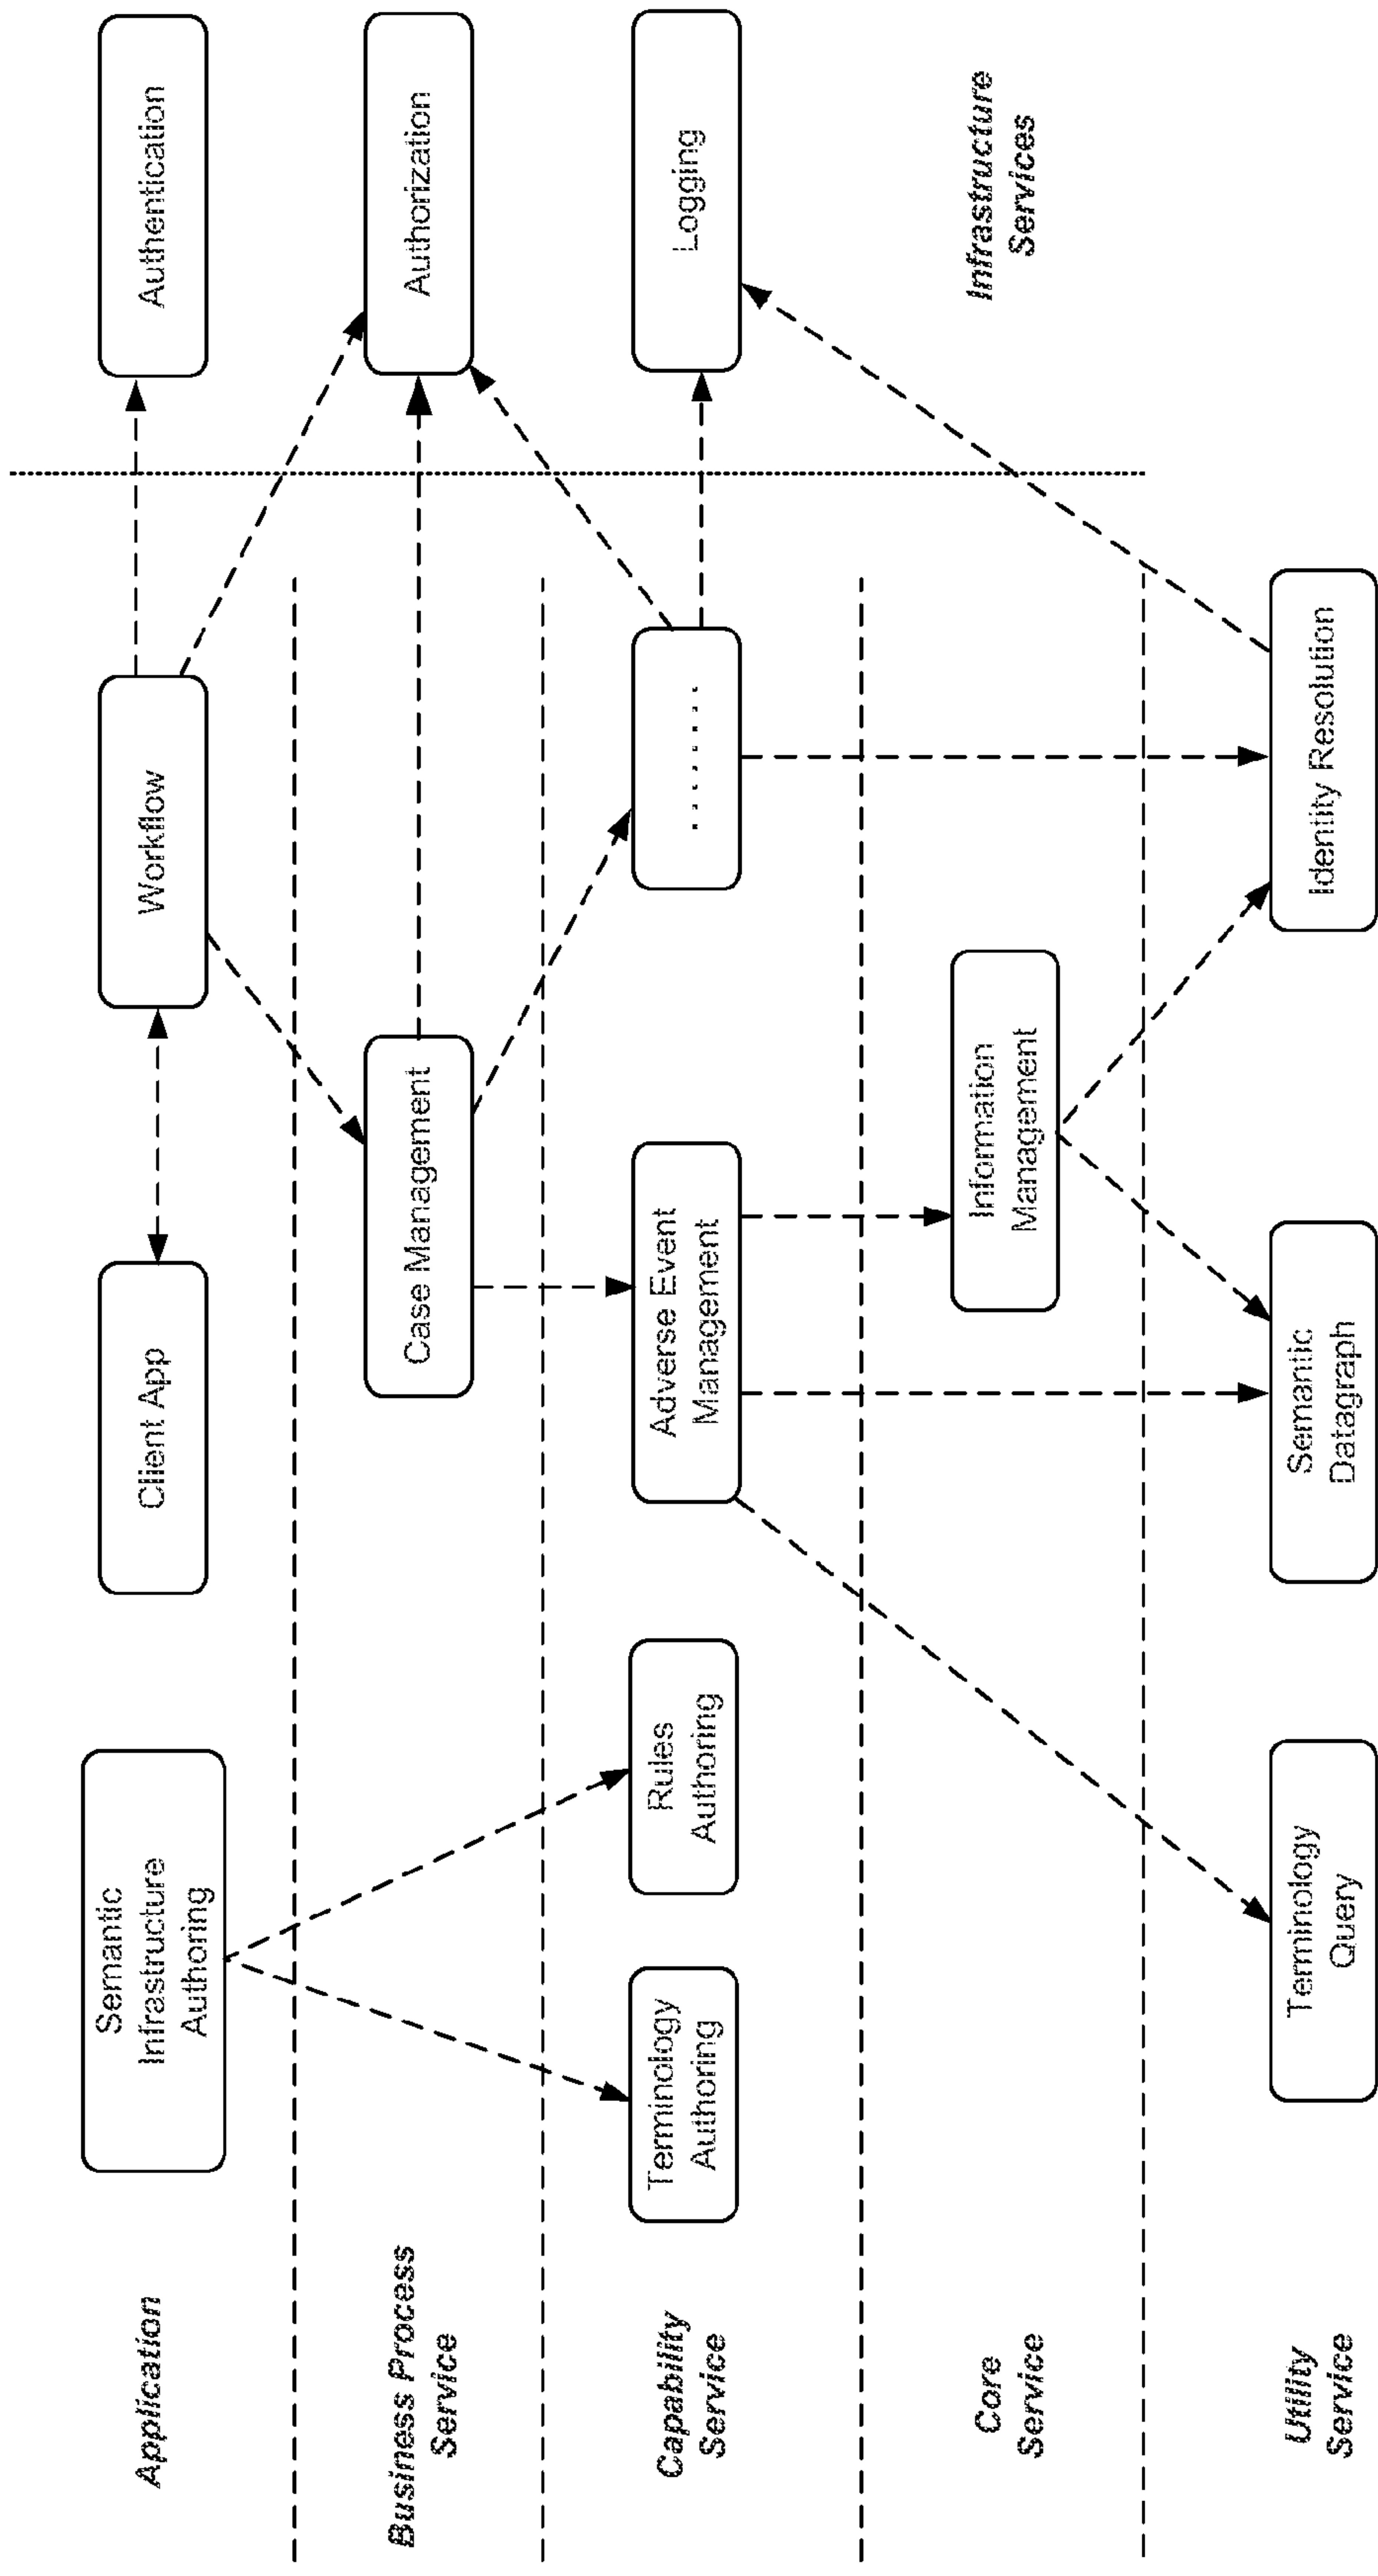 Application
Semantic
Infrastructure
Authoring
Client App
Workflow
Authentication
Business Process
Service
Case Management
Authorization
Capability
Service
Terminology
Authoring
Rules
Authoring
Adverse Event
Management
.........
Logging
Core
Service
Information
Management
Infrastructure
Services
Utility
Service
Terminology
Query
Semantic
Datagraph
Identity Resolution